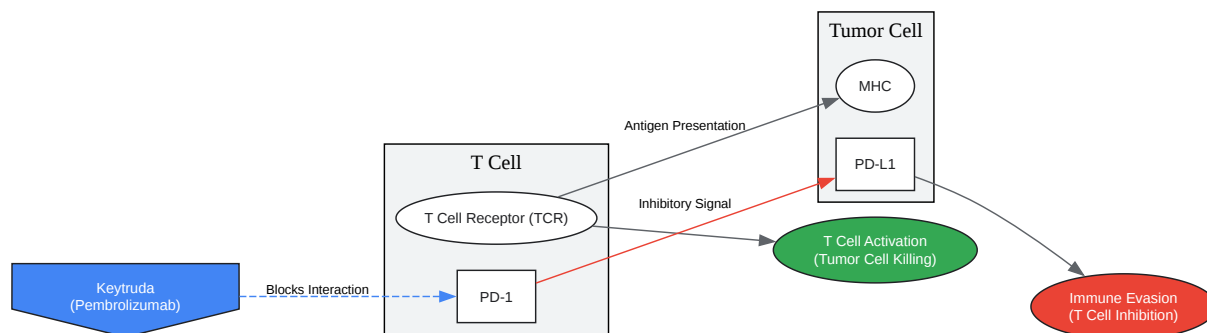 Tumor Cell
MHC
Antigen Presentation
T Cell
PD-L1
Inhibitory Signal
T Cell Receptor (TCR)
T Cell Activation
(Tumor Cell Killing)
Keytruda
(Pembrolizumab)
Blocks Interaction
PD-1
Immune Evasion
(T Cell Inhibition)